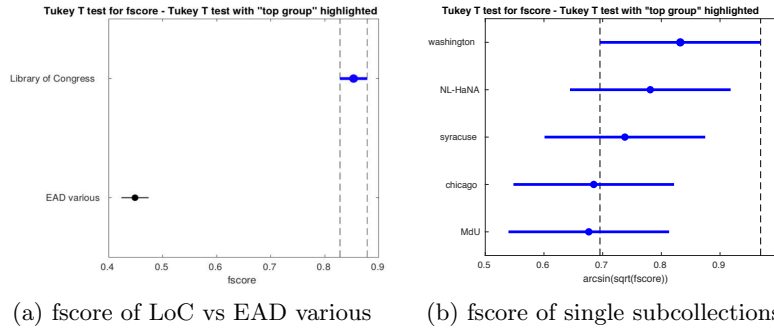 Tukey T test for fscore - Tukey T test with "top group" highlighted
Library of Congress
EAD various
0.4 0.5 0.6 0.7 0.8 0.9
fscore
(a) fscore of LoC vs EAD various
Tukey T test for fscore - Tukey T test with "top group" highlighted
washington
NL-HaNA
syracuse
chicago
MdU
0.5 0.6 0.7 0.8 0.9
arcsin(sqrt(fscore))
(b) fscore of single subcollections